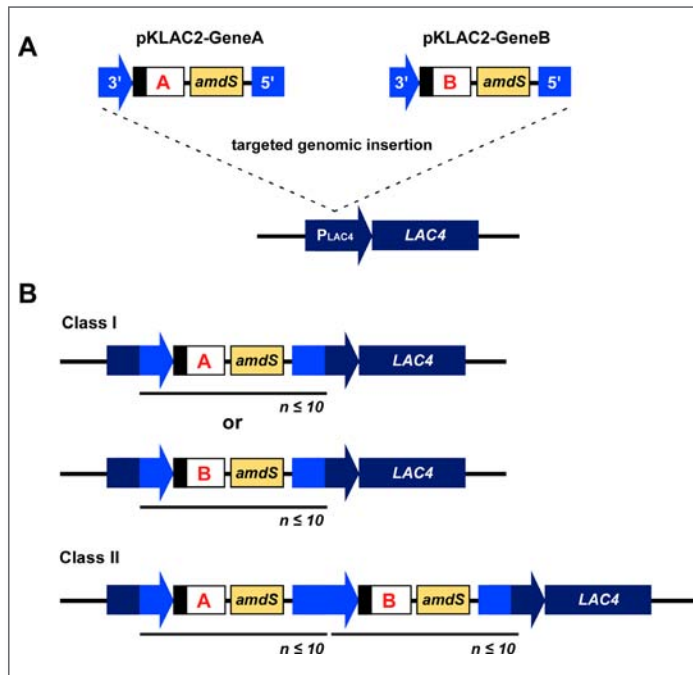 A
pKLAC2-GeneA pKLAC2-GeneB
3' A amdS 5' 3' B amdS 5'
targeted genomic insertion
PLAC4 LAC4
B
Class I
A amdS LAC4
n ≤ 10
or
B amdS LAC4
n ≤ 10
Class II
A amdS B amdS LAC4
n ≤ 10 n ≤ 10